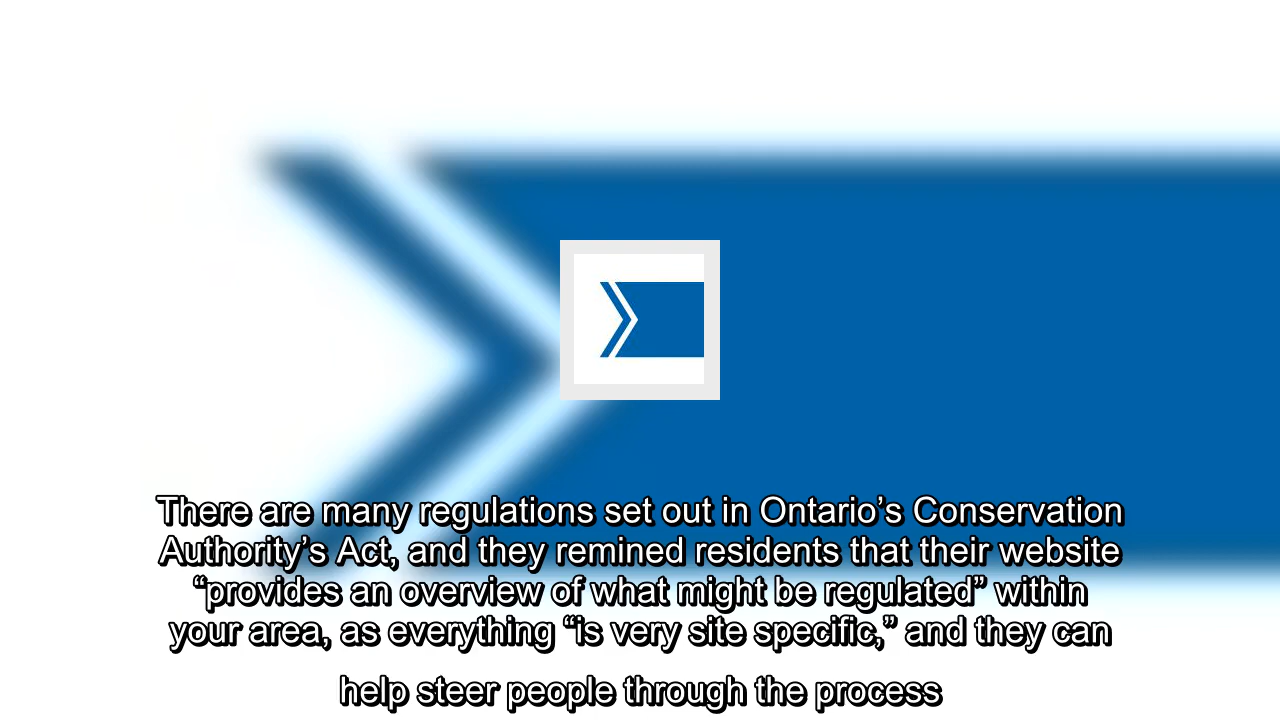 There are many regulations set out in Ontario’s Conservation
Authority’s Act, and they remined residents that their website
“provides an overview of what might be regulated” within
your area, as everything “is very site specific,” and they can
help steer people through the process